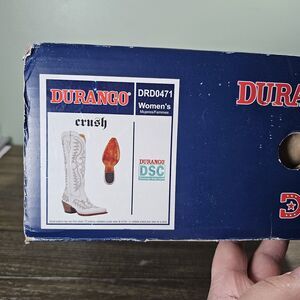 DURANGO®
DRD0471
Women's
Mujeres/Femmes
crush
DURANGO
DSC
DURA